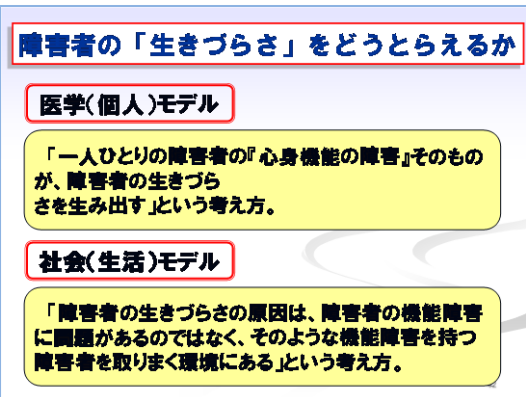 障害者の「生きづらさ」をどうとらえるか
医学(個人)モデル
「一人ひとりの障害者の『心身機能の障害』そのもの
が、障害者の生きづら
さを生み出す」という考え方。
社会(生活)モデル
「障害者の生きづらさの原因は、障害者の機能障害
に問題があるのではなく、そのような機能障害を持つ
障害者を取りまく環境にある」という考え方。